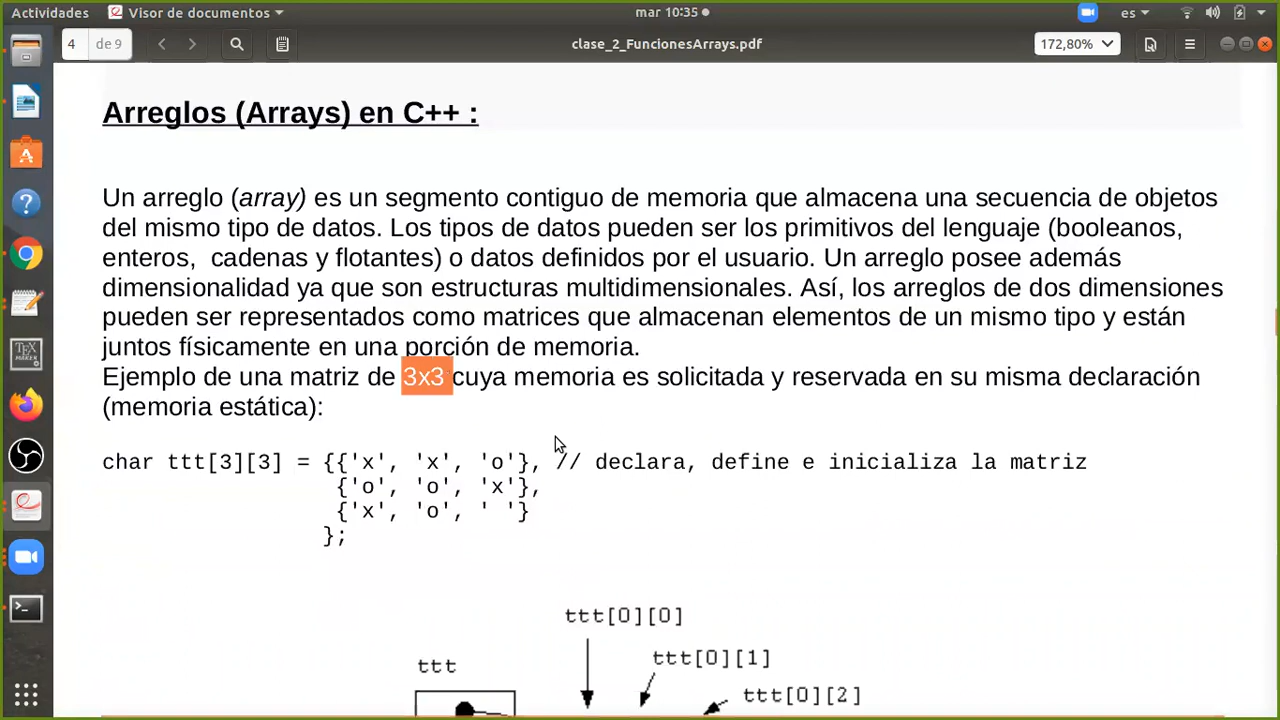 Actividades Visor de documentos mar 10:35 es
4 de 9 clase_2_FuncionesArrays.pdf 172,80%
Arreglos (Arrays) en C++ :
Un arreglo (array) es un segmento contiguo de memoria que almacena una secuencia de objetos
del mismo tipo de datos. Los tipos de datos pueden ser los primitivos del lenguaje (booleanos,
enteros, cadenas y flotantes) o datos definidos por el usuario. Un arreglo posee además
dimensionalidad ya que son estructuras multidimensionales. Así, los arreglos de dos dimensiones
pueden ser representados como matrices que almacenan elementos de un mismo tipo y están
juntos físicamente en una porción de memoria.
Ejemplo de una matriz de 3x3 cuya memoria es solicitada y reservada en su misma declaración
(memoria estática):
char ttt[3][3] = {{'x', 'x', 'o'}, // declara, define e inicializa la matriz
{'o', 'o', 'x'},
{'x', 'o', ' '}
};
ttt[0][0]
ttt ttt[0][1]
ttt[0][2]